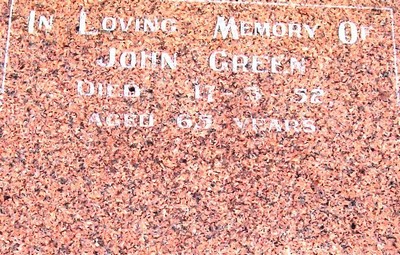 In Loving Memory Of
John Green
Died 17 - 3 - 52
Aged 65 Years